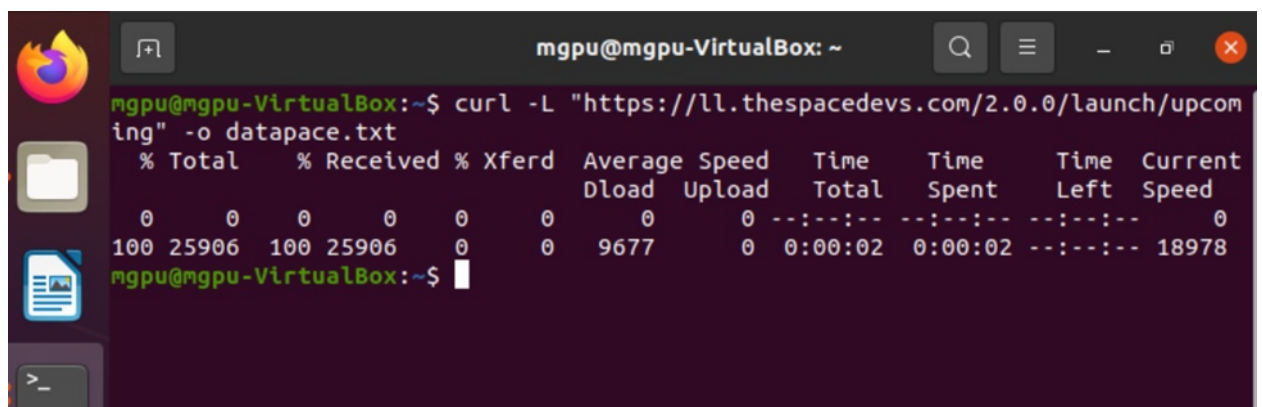 mgpu@mgpu-VirtualBox: ~
mgpu@mgpu-VirtualBox:~$ curl -L "https://ll.thespacedevs.com/2.0.0/launch/upcom
ing" -o datapace.txt
  % Total    % Received % Xferd  Average Speed   Time    Time     Time  Current
                                 Dload  Upload   Total   Spent    Left  Speed
  0     0    0     0    0     0      0      0 --:--:-- --:--:-- --:--:--     0
100 25906  100 25906    0     0   9677      0  0:00:02  0:00:02 --:--:-- 18978
mgpu@mgpu-VirtualBox:~$
>_